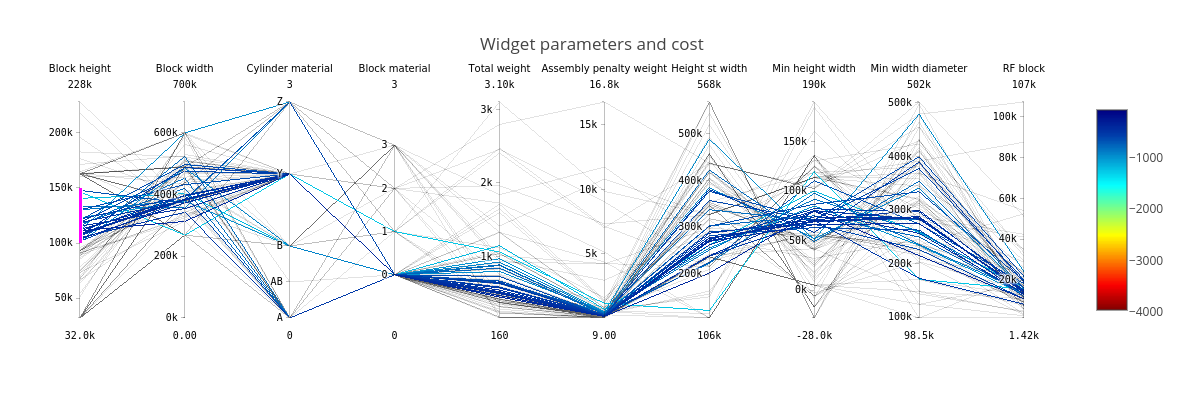 Widget parameters and cost
Block height Block width Cylinder material Block material Total weight Assembly penalty weight Height st width Min height width Min width diameter RF block
228k 700k 3 3 3.10k 16.8k 568k 190k 502k 107k
200k 150k 100k 50k
600k 400k 200k 0k
Z Y B AB A
3 2 1 0
3k 2k 1k
15k 10k 5k
500k 400k 300k 200k
150k 100k 50k 0k
500k 400k 300k 200k 100k
100k 80k 60k 40k 20k
−1000
−2000
−3000
−4000
32.0k 0.00 0 0 160 9.00 106k -28.0k 98.5k 1.42k